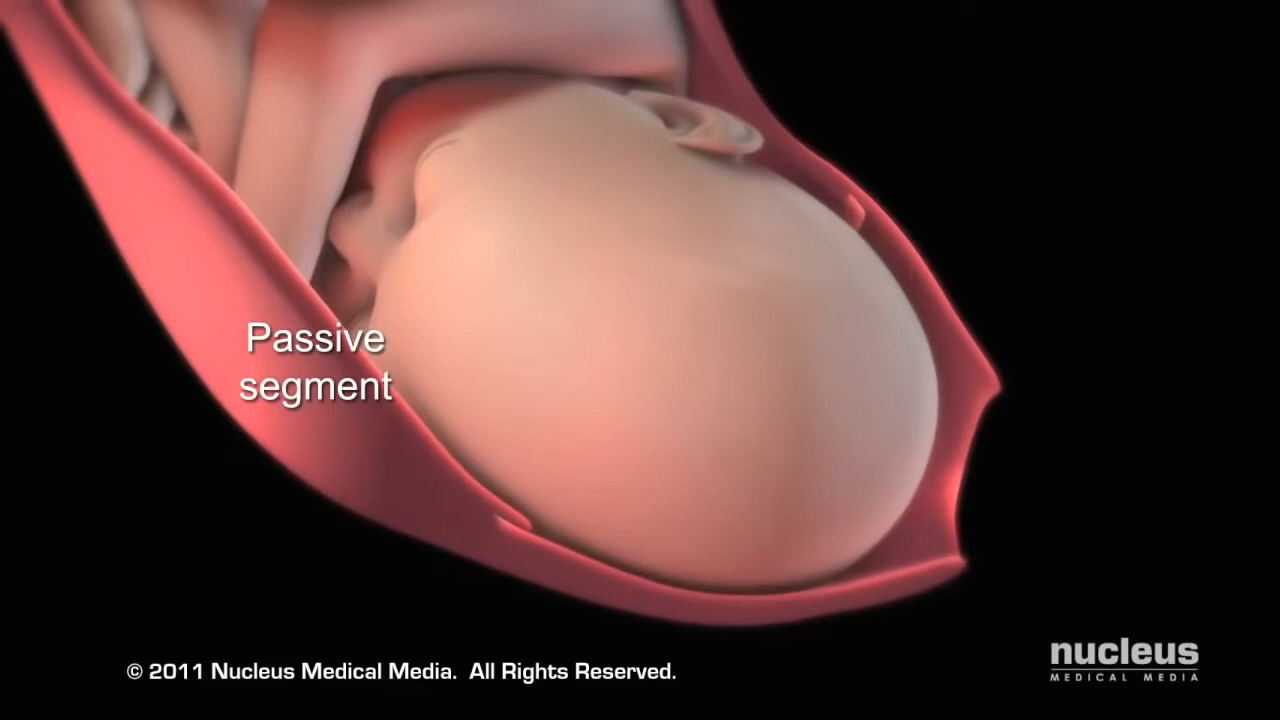 Passive
segment
© 2011 Nucleus Medical Media. All Rights Reserved.
nucleus
MEDICAL MEDIA